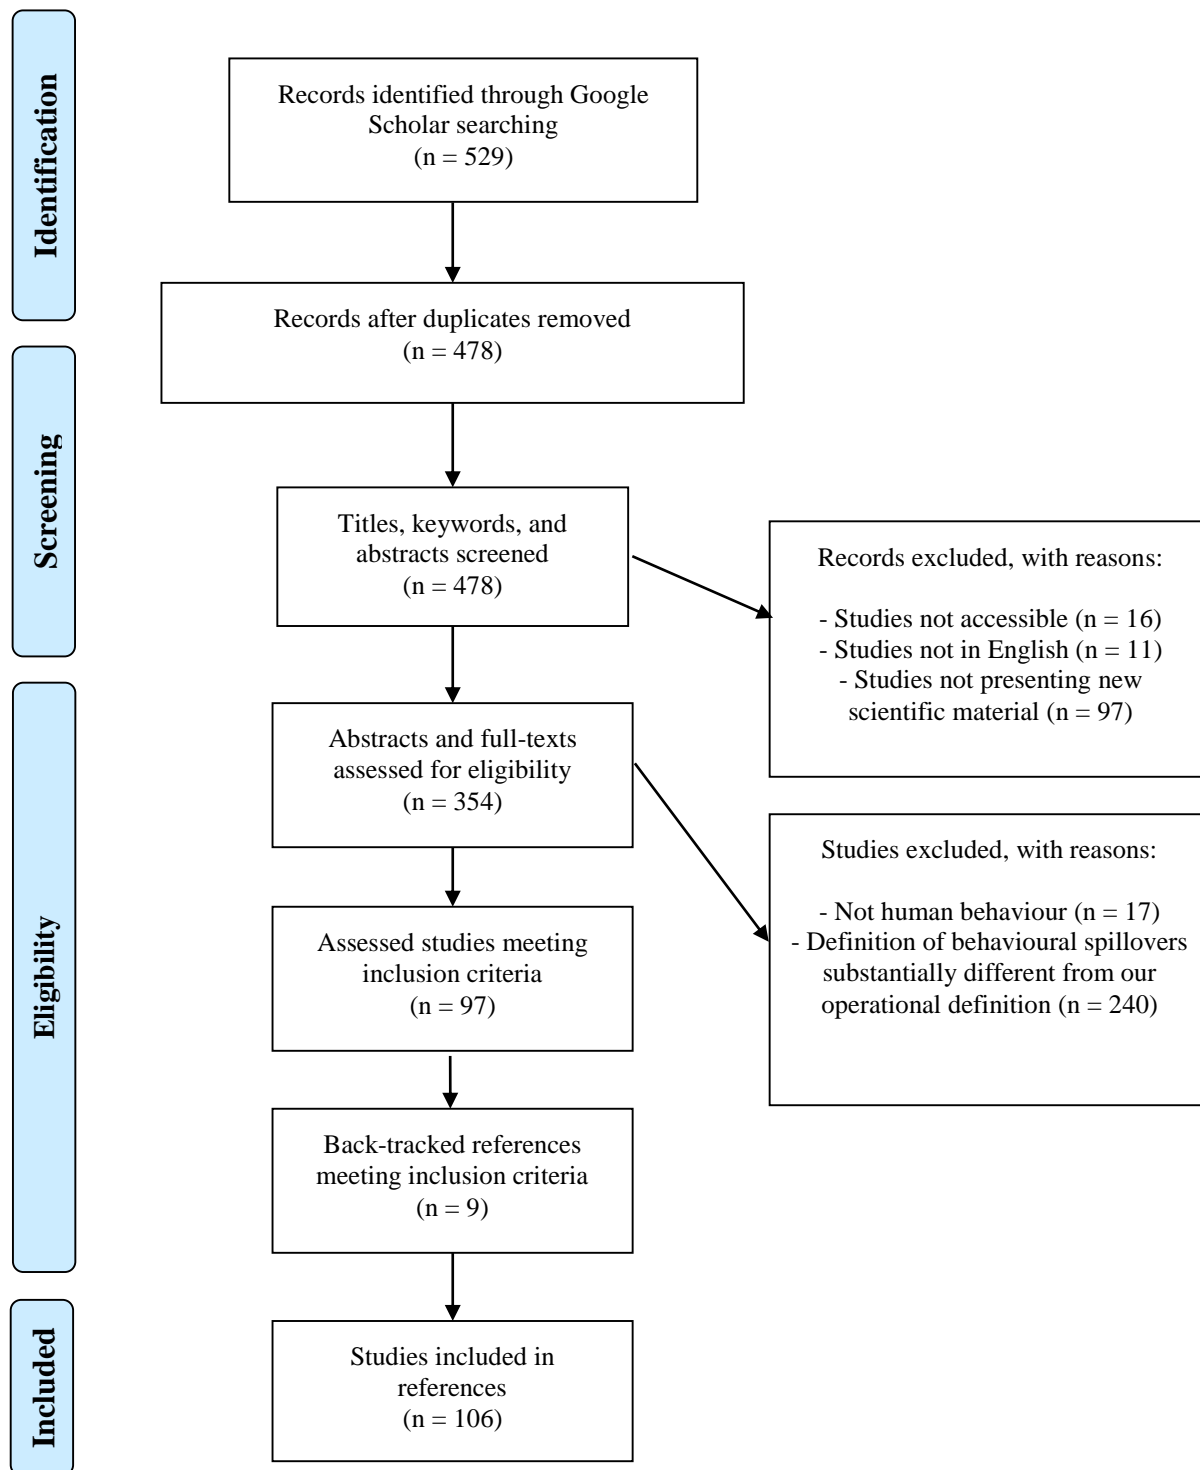 Identification
Records identified through Google
Scholar searching
(n = 529)
Records after duplicates removed
(n = 478)
Screening
Titles, keywords, and
abstracts screened
(n = 478)
Records excluded, with reasons:
- Studies not accessible (n = 16)
- Studies not in English (n = 11)
- Studies not presenting new
scientific material (n = 97)
Eligibility
Abstracts and full-texts
assessed for eligibility
(n = 354)
Studies excluded, with reasons:
- Not human behaviour (n = 17)
- Definition of behavioural spillovers
substantially different from our
operational definition (n = 240)
Assessed studies meeting
inclusion criteria
(n = 97)
Back-tracked references
meeting inclusion criteria
(n = 9)
Included
Studies included in
references
(n = 106)